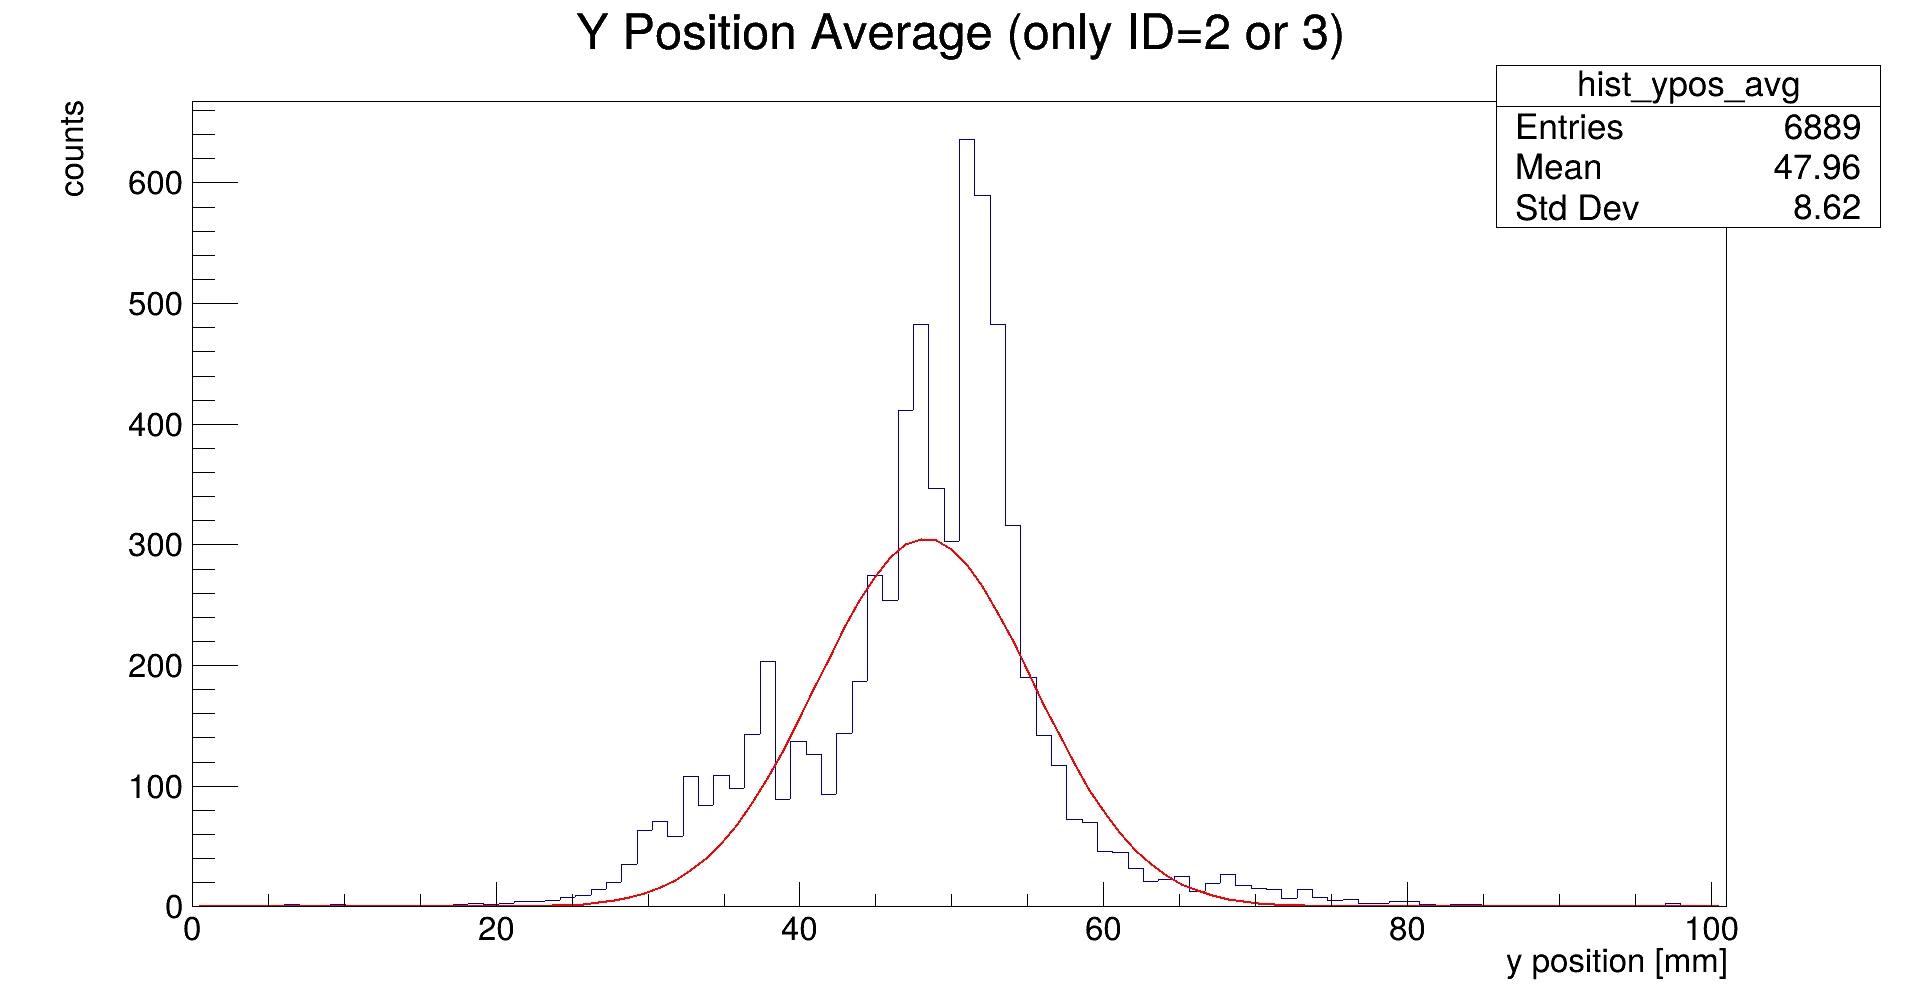 Y Position Average (only ID=2 or 3)
hist_ypos_avg
Entries 6889
Mean 47.96
Std Dev 8.62
counts
600
500
400
300
200
100
0
0 20 40 60 80 100
y position [mm]